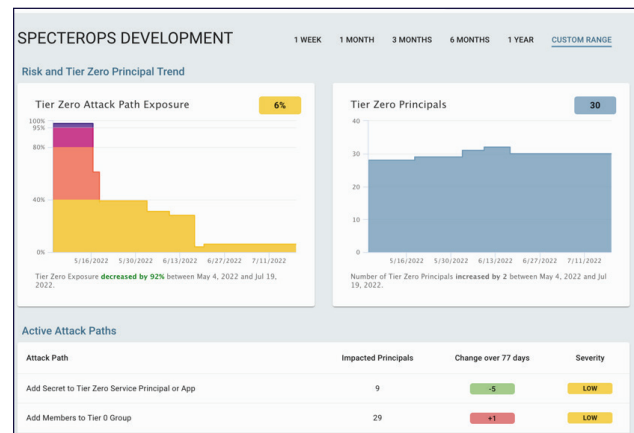 SPECTEROPS DEVELOPMENT
1 WEEK 1 MONTH 3 MONTHS 6 MONTHS 1 YEAR CUSTOM RANGE
Risk and Tier Zero Principal Trend
Tier Zero Attack Path Exposure 6%
100%
95%
80%
40%
0%
5/16/2022 5/30/2022 6/13/2022 6/27/2022 7/11/2022
Tier Zero Exposure decreased by 92% between May 4, 2022 and Jul 19,
2022.
Tier Zero Principals 30
40
30
20
10
0
5/16/2022 5/30/2022 6/13/2022 6/27/2022 7/11/2022
Number of Tier Zero Principals increased by 2 between May 4, 2022 and Jul
19, 2022.
Active Attack Paths
Attack Path Impacted Principals Change over 77 days Severity
Add Secret to Tier Zero Service Principal or App 9 -5 LOW
Add Members to Tier 0 Group 29 +1 LOW